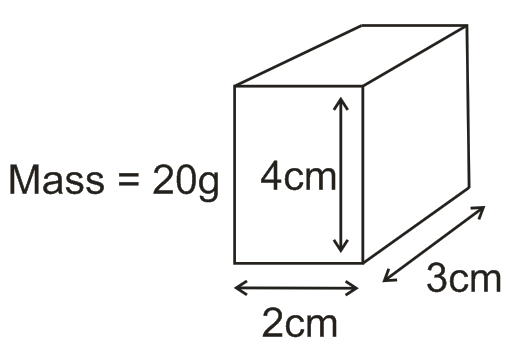 Mass = 20g
4cm
3cm
2cm